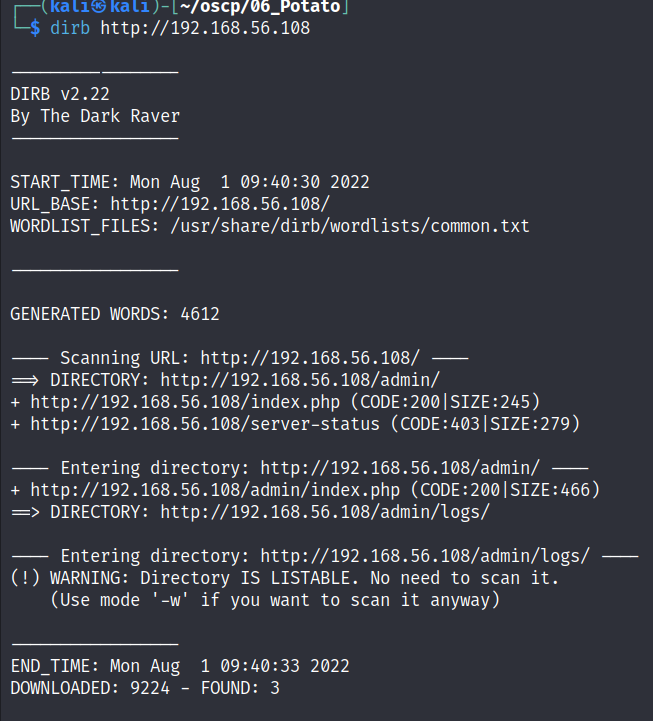 ┌──(kali㉿kali)-[~/oscp/06_Potato]
└─$ dirb http://192.168.56.108
-----------------
DIRB v2.22
By The Dark Raver
-----------------
START_TIME: Mon Aug  1 09:40:30 2022
URL_BASE: http://192.168.56.108/
WORDLIST_FILES: /usr/share/dirb/wordlists/common.txt
-----------------
GENERATED WORDS: 4612
---- Scanning URL: http://192.168.56.108/ ----
==> DIRECTORY: http://192.168.56.108/admin/
+ http://192.168.56.108/index.php (CODE:200|SIZE:245)
+ http://192.168.56.108/server-status (CODE:403|SIZE:279)
---- Entering directory: http://192.168.56.108/admin/ ----
+ http://192.168.56.108/admin/index.php (CODE:200|SIZE:466)
==> DIRECTORY: http://192.168.56.108/admin/logs/
---- Entering directory: http://192.168.56.108/admin/logs/ ----
(!) WARNING: Directory IS LISTABLE. No need to scan it.
    (Use mode '-w' if you want to scan it anyway)
-----------------
END_TIME: Mon Aug  1 09:40:33 2022
DOWNLOADED: 9224 - FOUND: 3